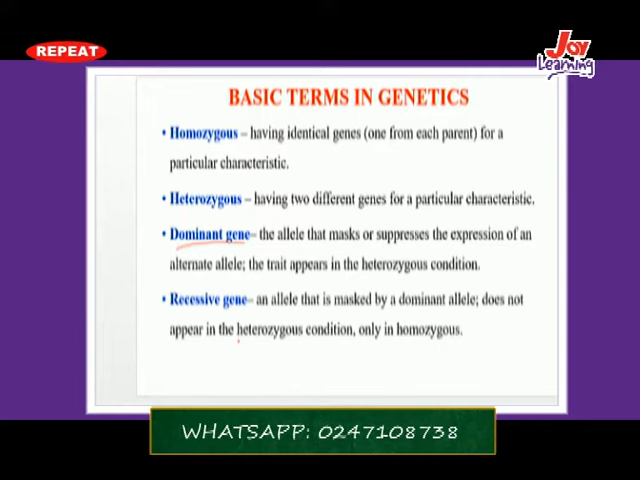 REPEAT
Joy
Learning
BASIC TERMS IN GENETICS
• Homozygous – having identical genes (one from each parent) for a
particular characteristic.
• Heterozygous – having two different genes for a particular characteristic.
• Dominant gene– the allele that masks or suppresses the expression of an
alternate allele; the trait appears in the heterozygous condition.
• Recessive gene– an allele that is masked by a dominant allele; does not
appear in the heterozygous condition, only in homozygous.
WHATSAPP: 0247108738